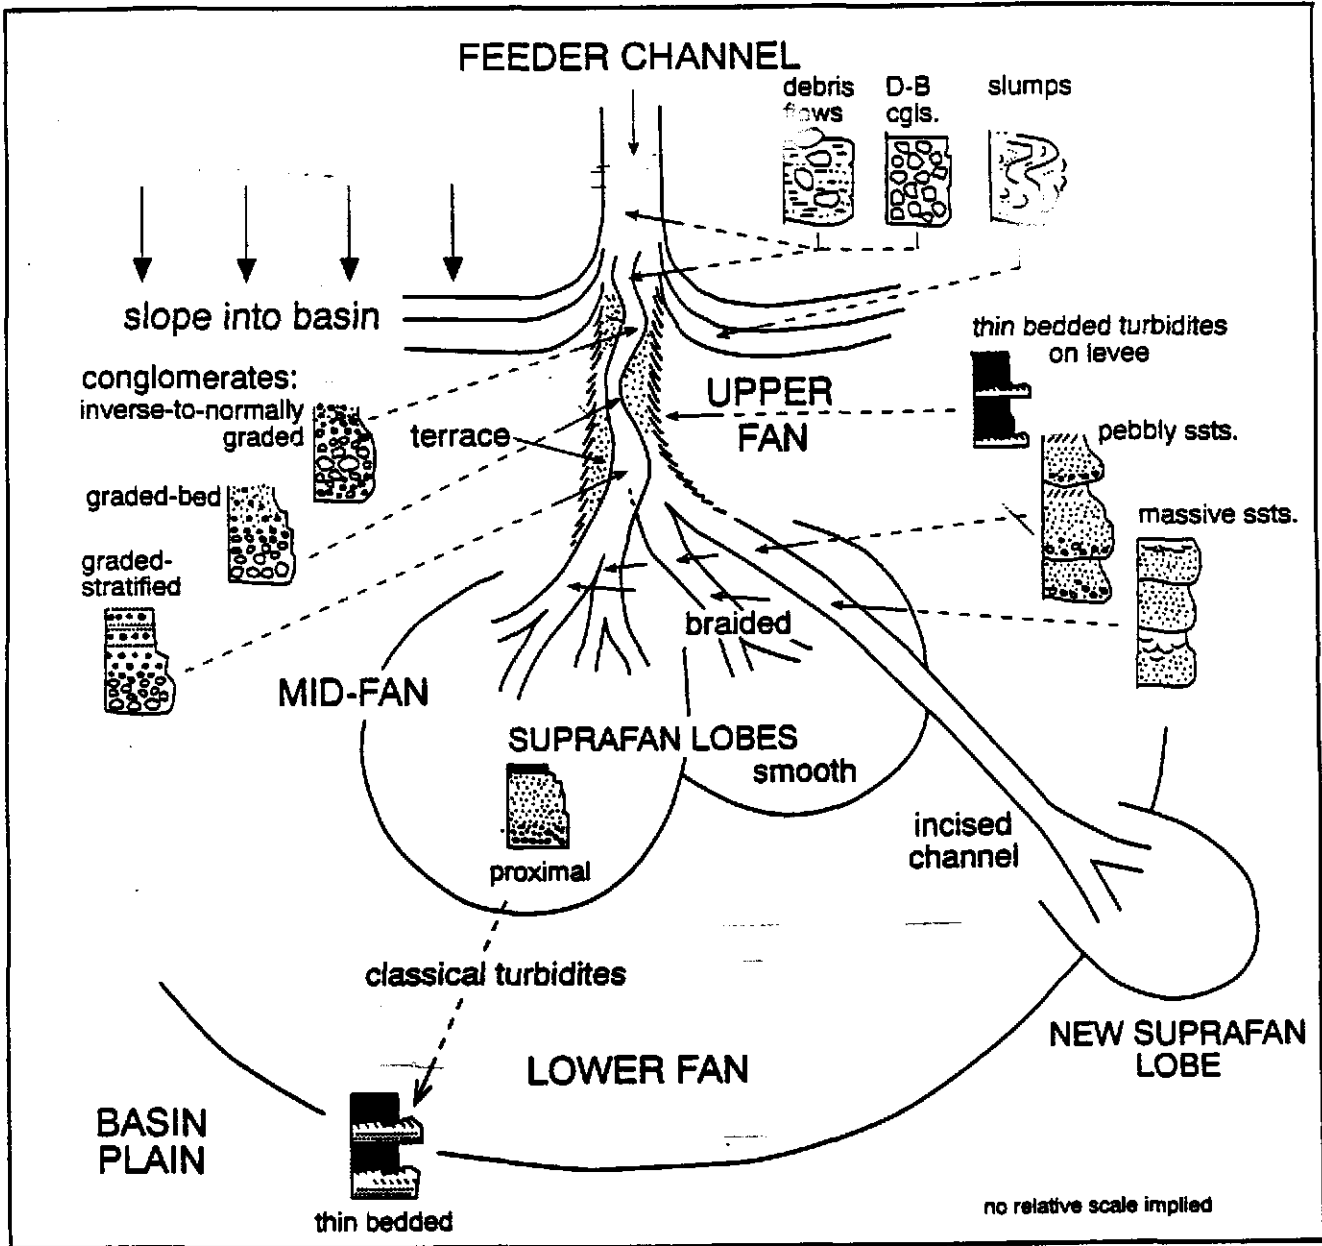 FEEDER CHANNEL
debris
flows
D-B
cgls.
slumps
slope into basin
thin bedded turbidites
on levee
conglomerates:
inverse-to-normally
graded
UPPER
FAN
terrace
pebbly ssts.
graded-bed
massive ssts.
graded-
stratified
braided
MID-FAN
SUPRAFAN LOBES
smooth
incised
channel
proximal
classical turbidites
NEW SUPRAFAN
LOBE
LOWER FAN
BASIN
PLAIN
thin bedded
no relative scale implied